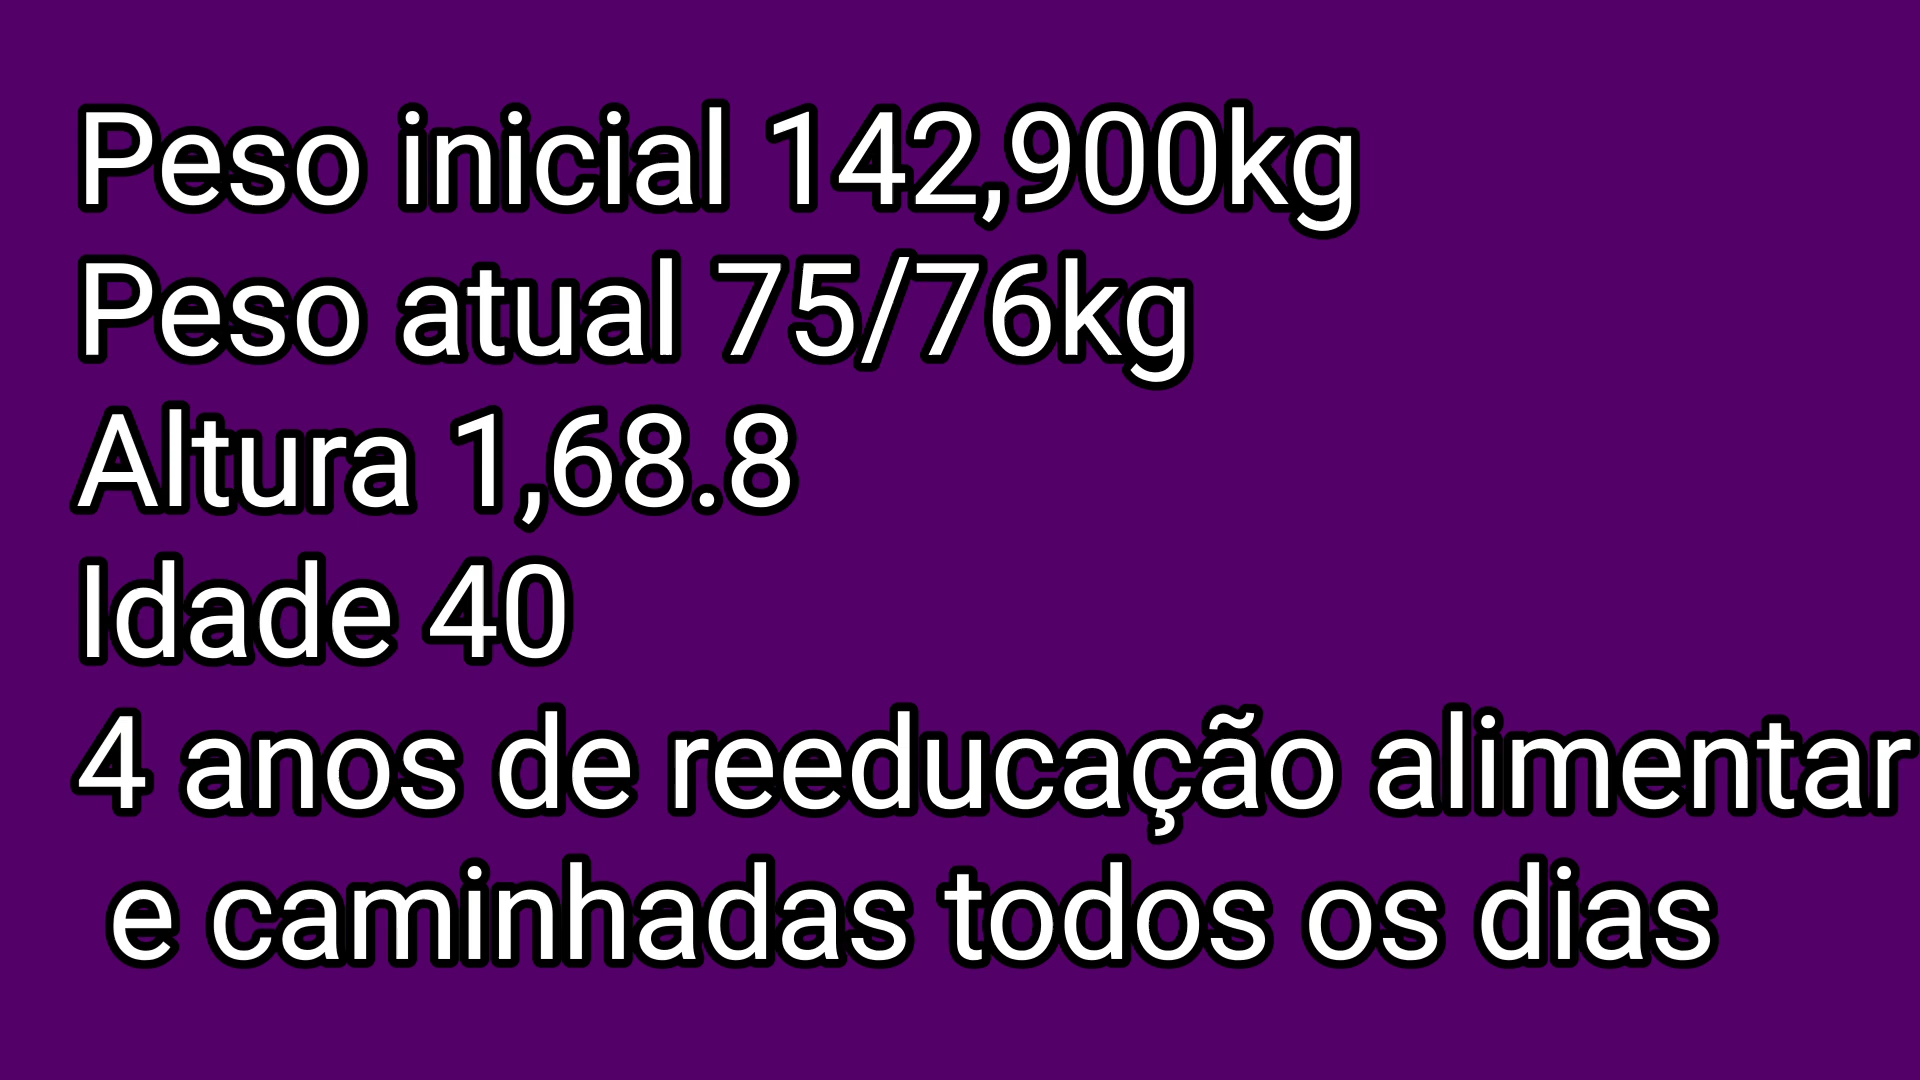 Peso inicial 142,900kg
Peso atual 75/76kg
Altura 1,68.8
Idade 40
4 anos de reeducação alimentar
e caminhadas todos os dias